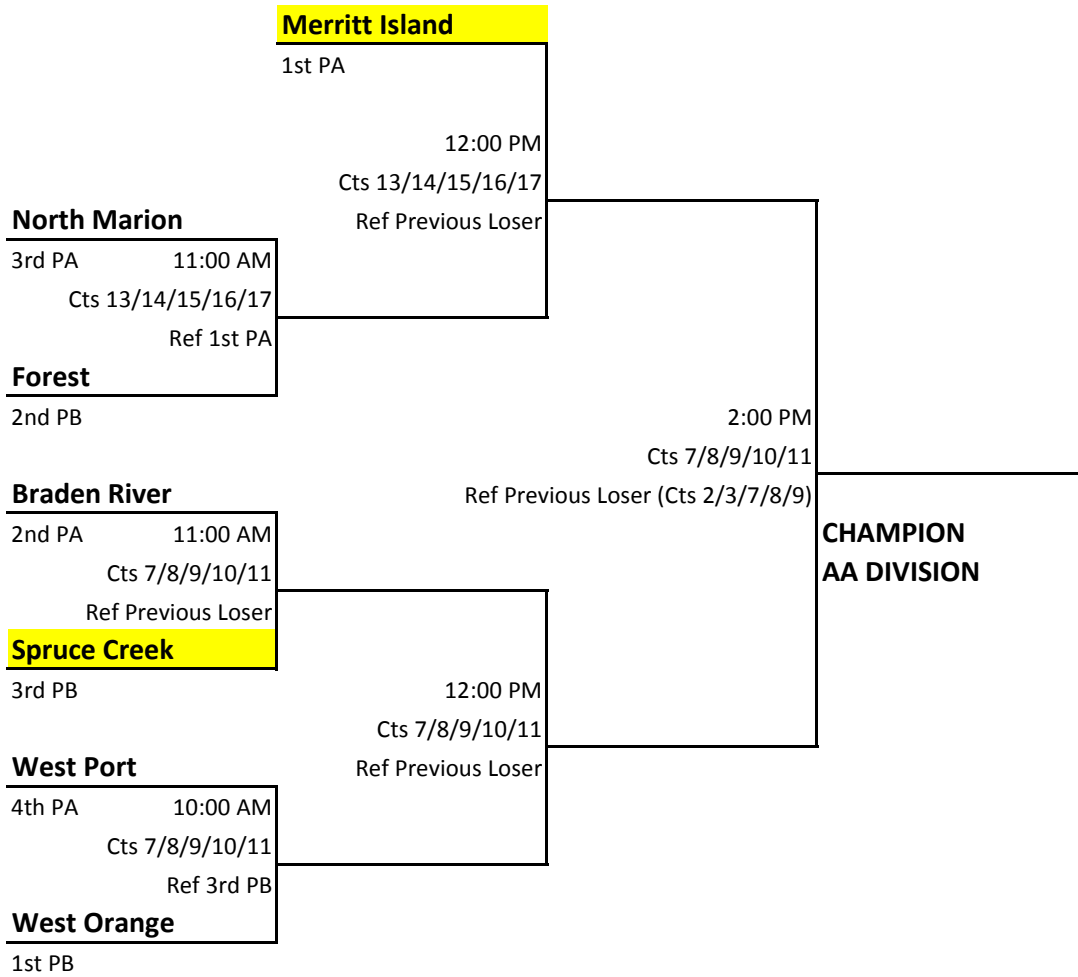 Merritt Island
1st PA
12:00 PM
Cts 13/14/15/16/17
North Marion
Ref Previous Loser
3rd PA 11:00 AM
Cts 13/14/15/16/17
Ref 1st PA
Forest
2nd PB
2:00 PM
Cts 7/8/9/10/11
Braden River
Ref Previous Loser (Cts 2/3/7/8/9)
2nd PA 11:00 AM
CHAMPION
Cts 7/8/9/10/11
AA DIVISION
Ref Previous Loser
Spruce Creek
3rd PB
12:00 PM
Cts 7/8/9/10/11
West Port
Ref Previous Loser
4th PA 10:00 AM
Cts 7/8/9/10/11
Ref 3rd PB
West Orange
1st PB